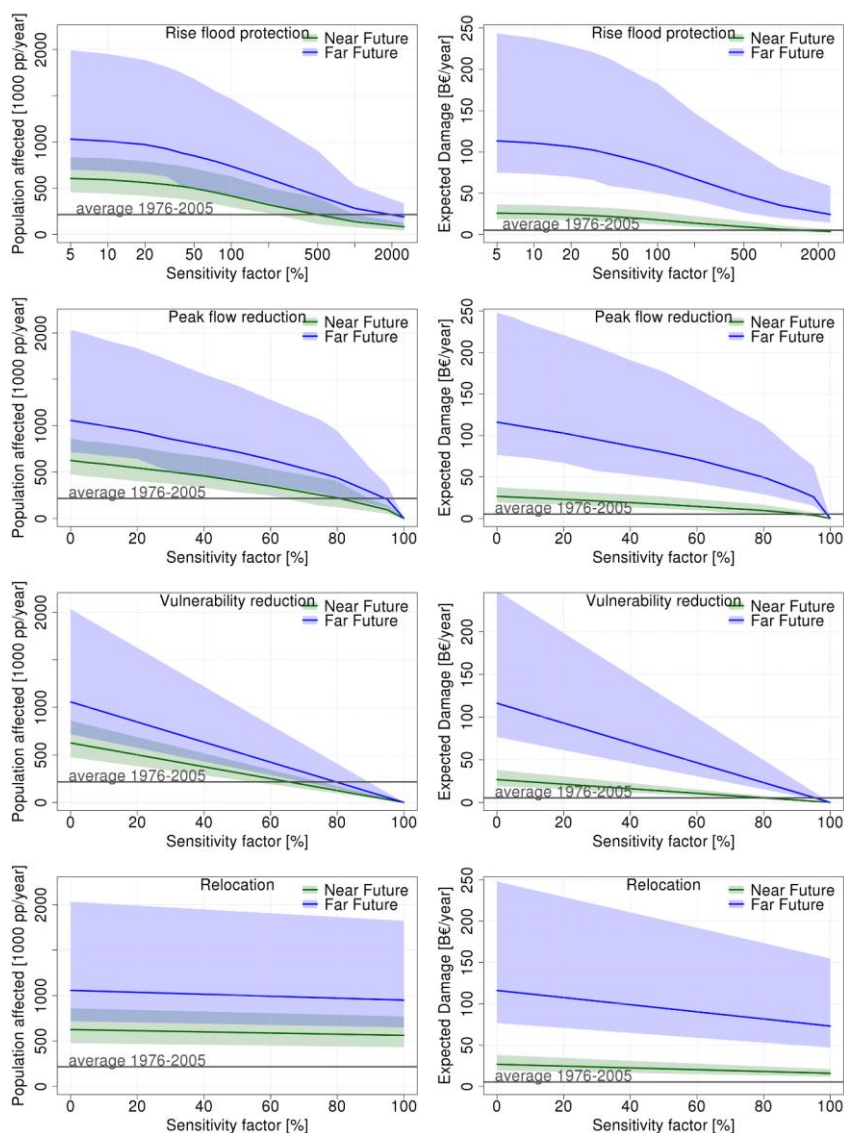 Rise flood protection
Near Future
Far Future
Population affected [1000 pp/year]
2000
1000
500
0
average 1976-2005
5 10 20 50 100 500 2000
Sensitivity factor [%]
Rise flood protection
Near Future
Far Future
Expected Damage [B€/year]
250
200
150
100
50
0
average 1976-2005
5 10 20 50 100 500 2000
Sensitivity factor [%]
Peak flow reduction
Near Future
Far Future
Population affected [1000 pp/year]
2000
1000
500
0
average 1976-2005
0 20 40 60 80 100
Sensitivity factor [%]
Peak flow reduction
Near Future
Far Future
Expected Damage [B€/year]
250
200
150
100
50
0
average 1976-2005
0 20 40 60 80 100
Sensitivity factor [%]
Vulnerability reduction
Near Future
Far Future
Population affected [1000 pp/year]
2000
1000
500
0
average 1976-2005
0 20 40 60 80 100
Sensitivity factor [%]
Vulnerability reduction
Near Future
Far Future
Expected Damage [B€/year]
200
150
100
50
0
average 1976-2005
0 20 40 60 80 100
Sensitivity factor [%]
Relocation
Near Future
Far Future
Population affected [1000 pp/year]
2000
1000
500
0
average 1976-2005
0 20 40 60 80 100
Sensitivity factor [%]
Relocation
Near Future
Far Future
Expected Damage [B€/year]
250
200
150
100
50
0
average 1976-2005
0 20 40 60 80 100
Sensitivity factor [%]